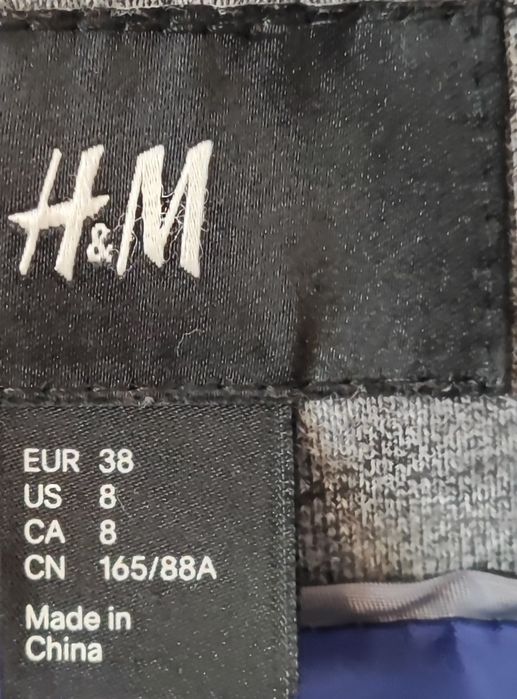 H&M
EUR 38
US 8
CA 8
CN 165/88A
Made in
China